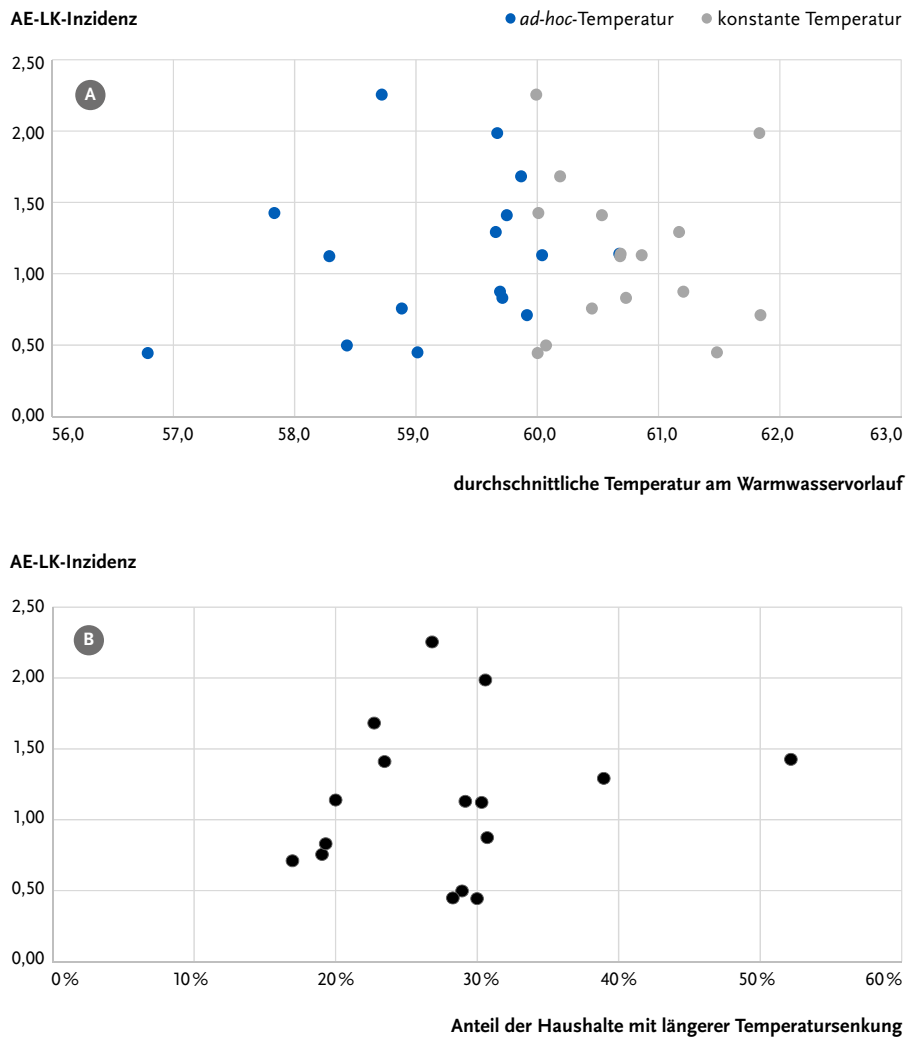 AE-LK-Inzidenz
ad-hoc-Temperatur konstante Temperatur
2,50
A
2,00
1,50
1,00
0,50
0,00
56,0 57,0 58,0 59,0 60,0 61,0 62,0 63,0
durchschnittliche Temperatur am Warmwasservorlauf
AE-LK-Inzidenz
2,50
B
2,00
1,50
1,00
0,50
0,00
0 % 10 % 20 % 30 % 40 % 50 % 60 %
Anteil der Haushalte mit längerer Temperatursenkung